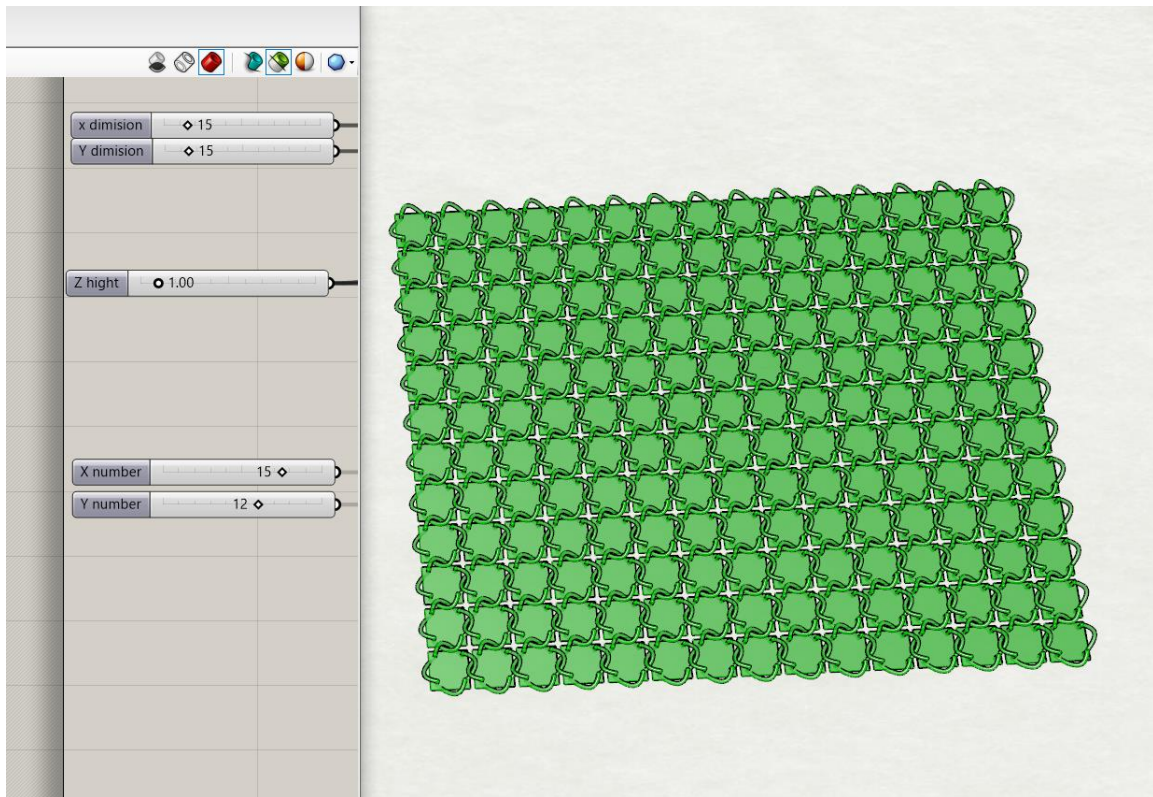 x dimision 15
Y dimision 15
Z hight 1.00
X number 15
Y number 12